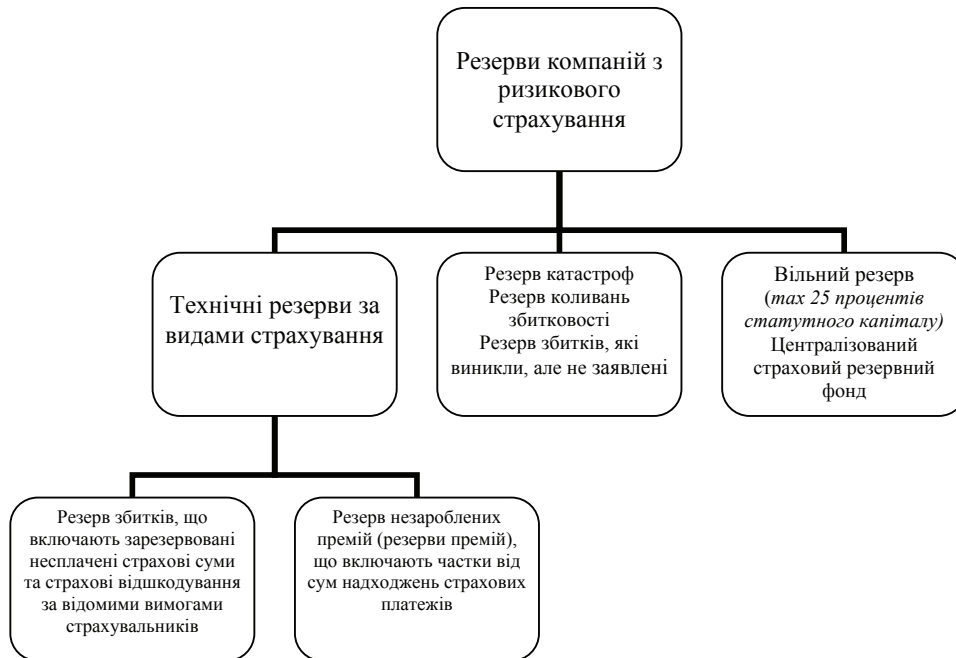 Резерви компаній з
ризикового
страхування
Технічні резерви за
видами страхування
Резерв катастроф
Резерв коливань
збитковості
Резерв збитків, які
виникли, але не заявлені
Вільний резерв
(max 25 процентів
статутного капіталу)
Централізований
страховий резервний
фонд
Резерв збитків, що
включають зарезервовані
несплачені страхові суми
та страхові відшкодування
за відомими вимогами
страхувальників
Резерв незароблених
премій (резерви премій),
що включають частки від
сум надходжень страхових
платежів